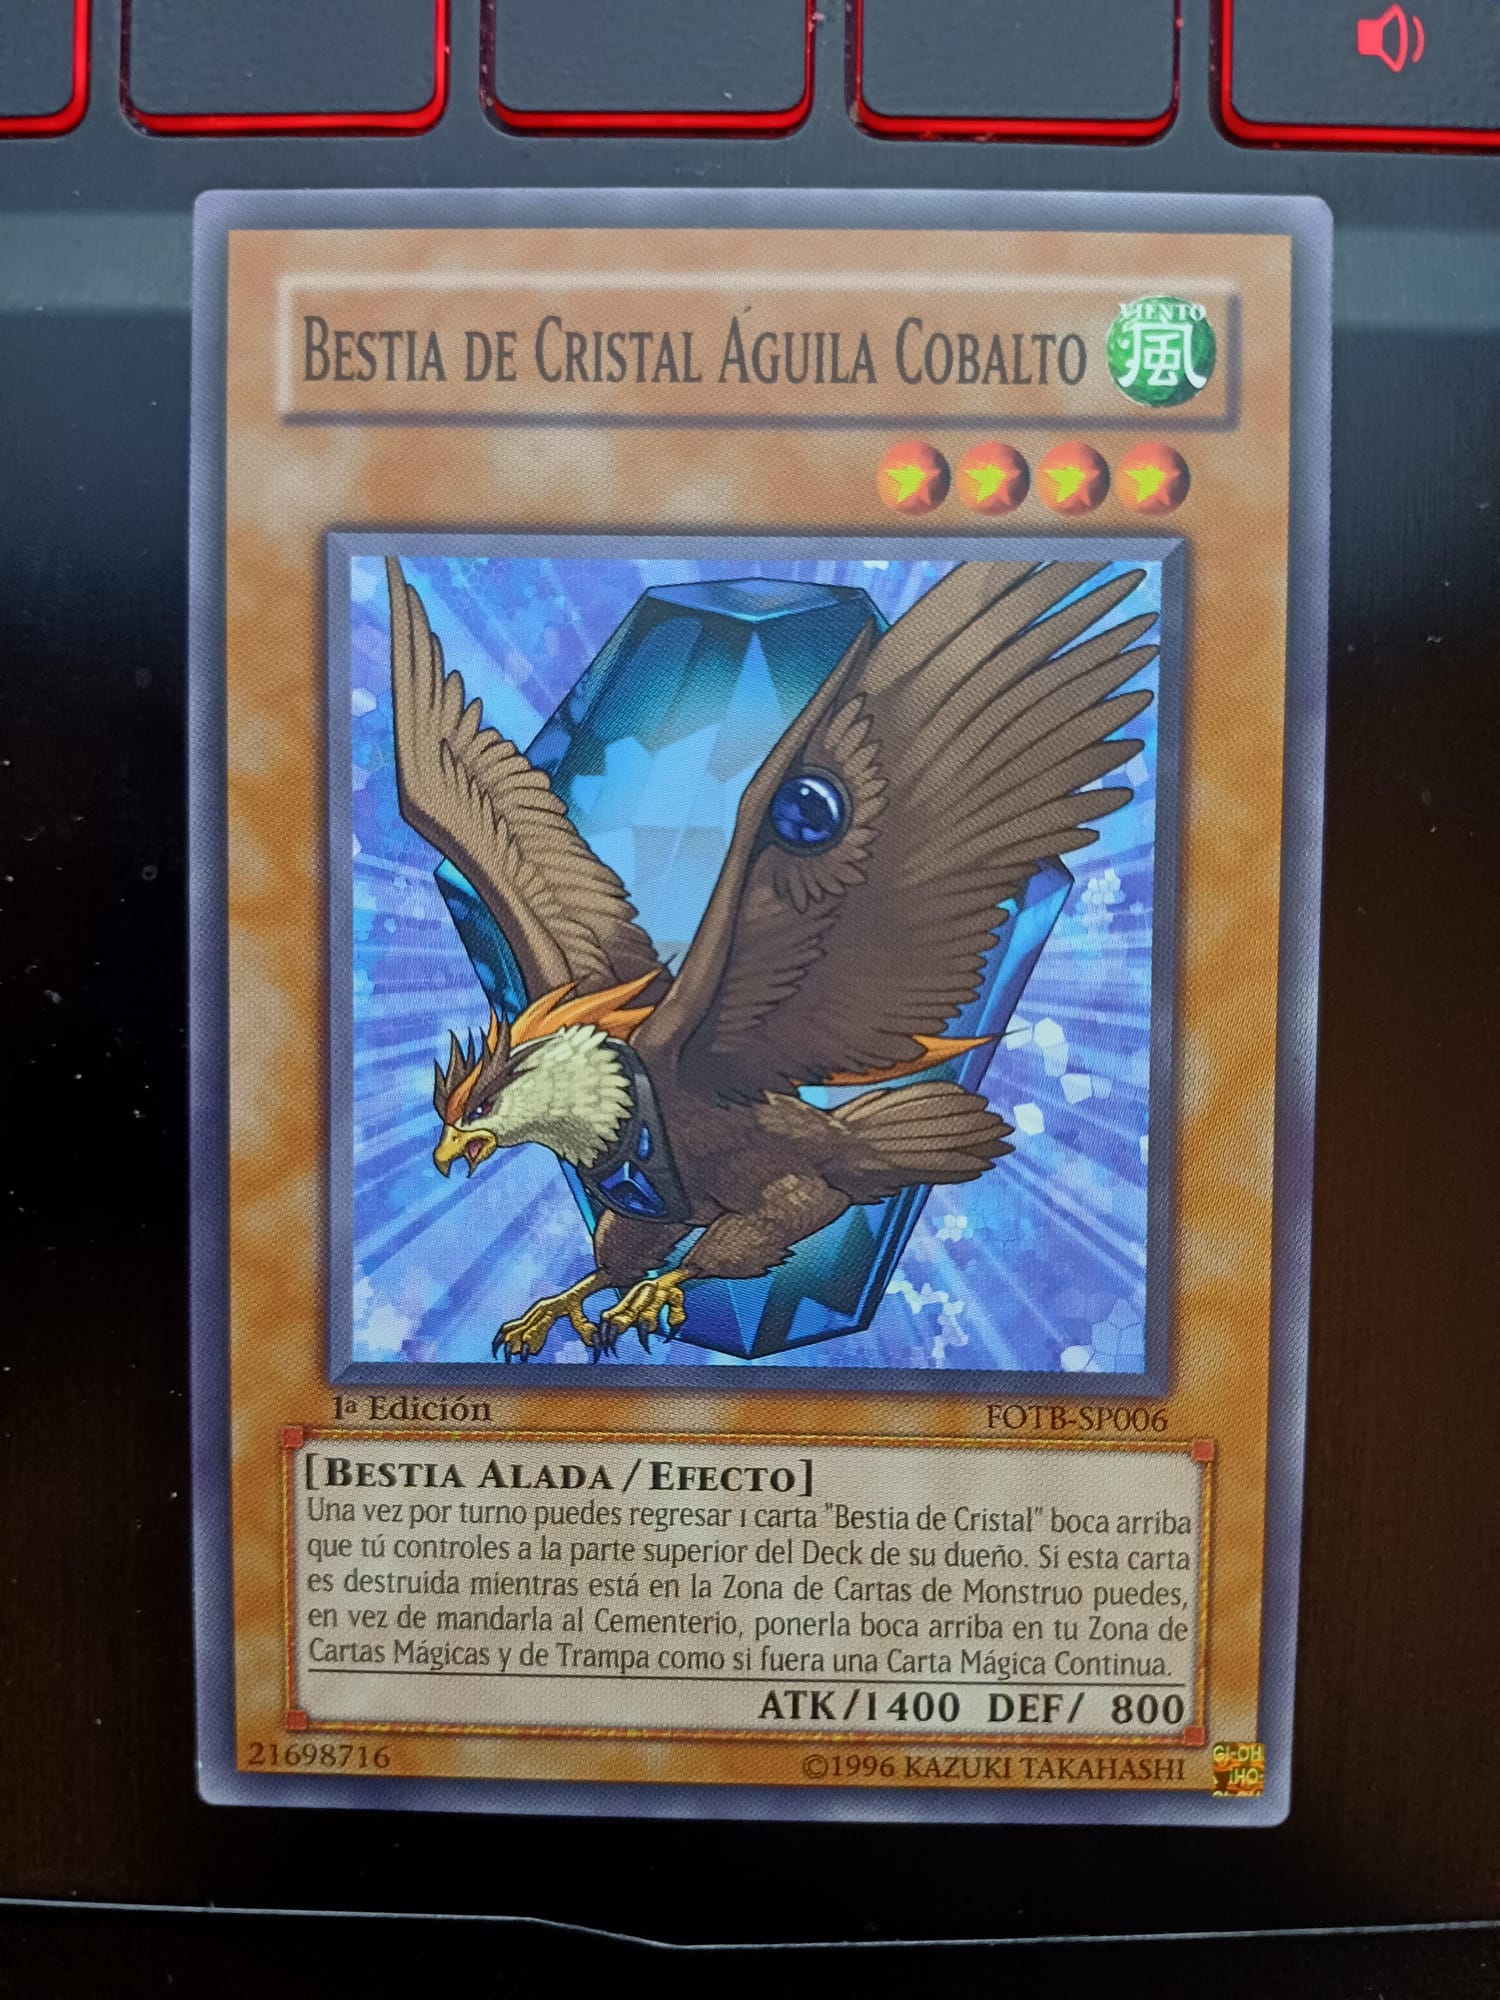 BESTIA DE CRISTAL ÁGUILA COBALTO
VIENTO
風
1ª Edición
FOTB-SP006
[BESTIA ALADA/EFECTO]
Una vez por turno puedes regresar 1 carta "Bestia de Cristal" boca arriba
que tú controles a la parte superior del Deck de su dueño. Si esta carta
es destruida mientras está en la Zona de Cartas de Monstruo puedes,
en vez de mandarla al Cementerio, ponerla boca arriba en tu Zona de
Cartas Mágicas y de Trampa como si fuera una Carta Mágica Continua.
ATK/1400 DEF/ 800
21698716
©1996 KAZUKI TAKAHASHI
GI-OH